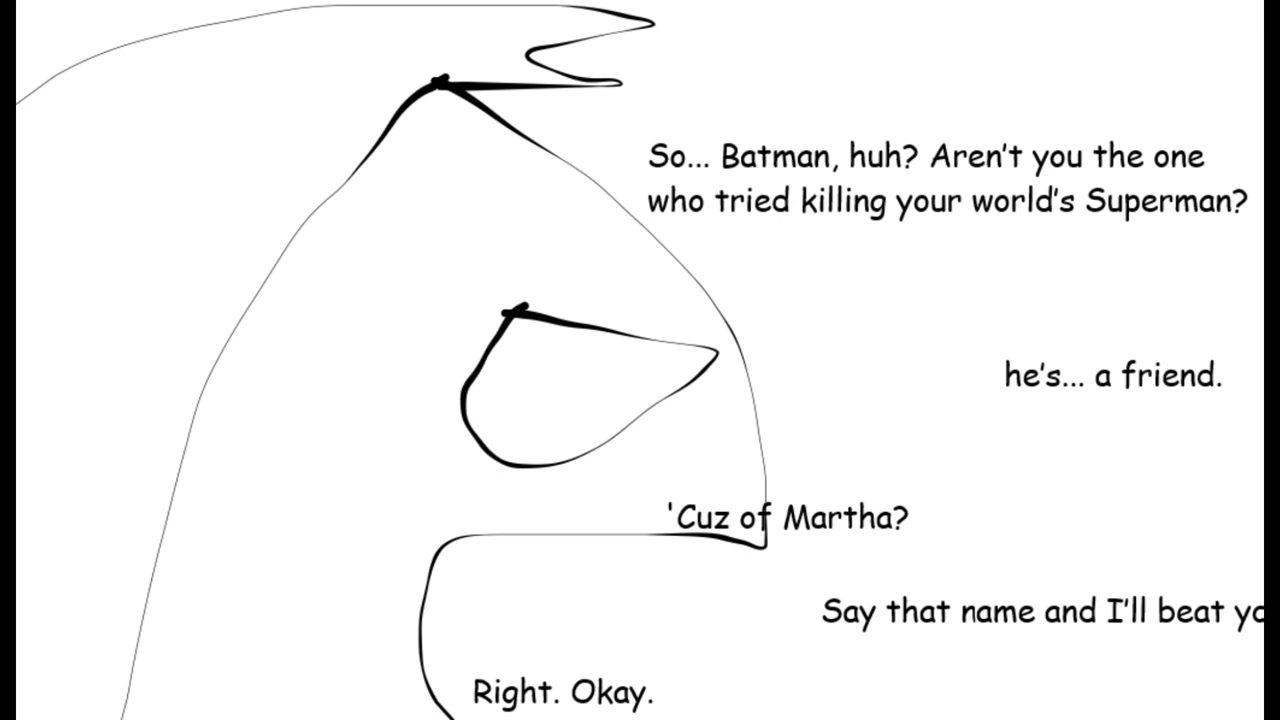 So... Batman, huh? Aren't you the one
who tried killing your world's Superman?
he's... a friend.
'Cuz of Martha?
Say that name and I'll beat
Right. Okay.